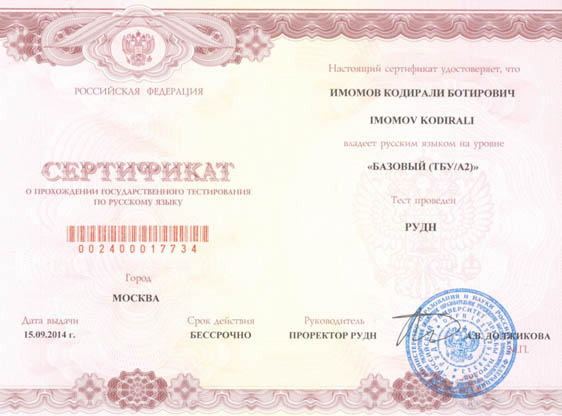 РОССИЙСКАЯ ФЕДЕРАЦИЯ
СЕРТИФИКАТ
О ПРОХОЖДЕНИИ ГОСУДАРСТВЕННОГО ТЕСТИРОВАНИЯ
ПО РУССКОМУ ЯЗЫКУ
002400017734
Город
МОСКВА
Дата выдачи
Срок действия
15.09.2014 г.
БЕССРОЧНО
Настоящий сертификат удостоверяет, что
ИМОМОВ КОДИРАЛИ БОТИРОВИЧ
IMOMOV KODIRALI
владеет русским языком на уровне
«БАЗОВЫЙ (ТБУ/А2)»
Тест проведен
РУДН
Руководитель
ПРОРЕКТОР РУДН
А.В. ДОЛЖИКОВА
М.П.